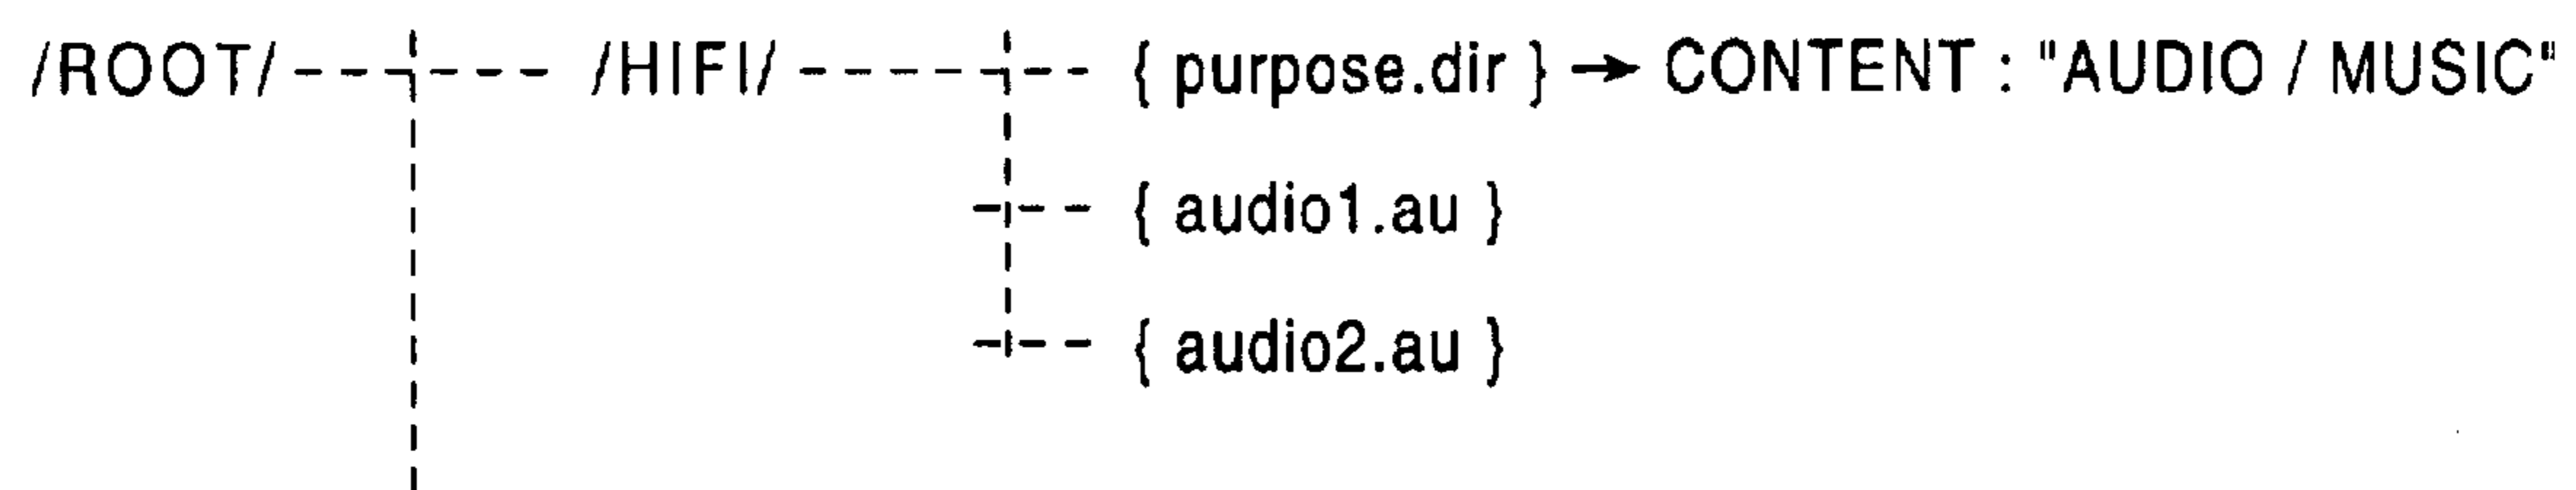 /ROOT/ /HIFI/ { purpose.dir } → CONTENT : "AUDIO / MUSIC"
{ audio1.au }
{ audio2.au }